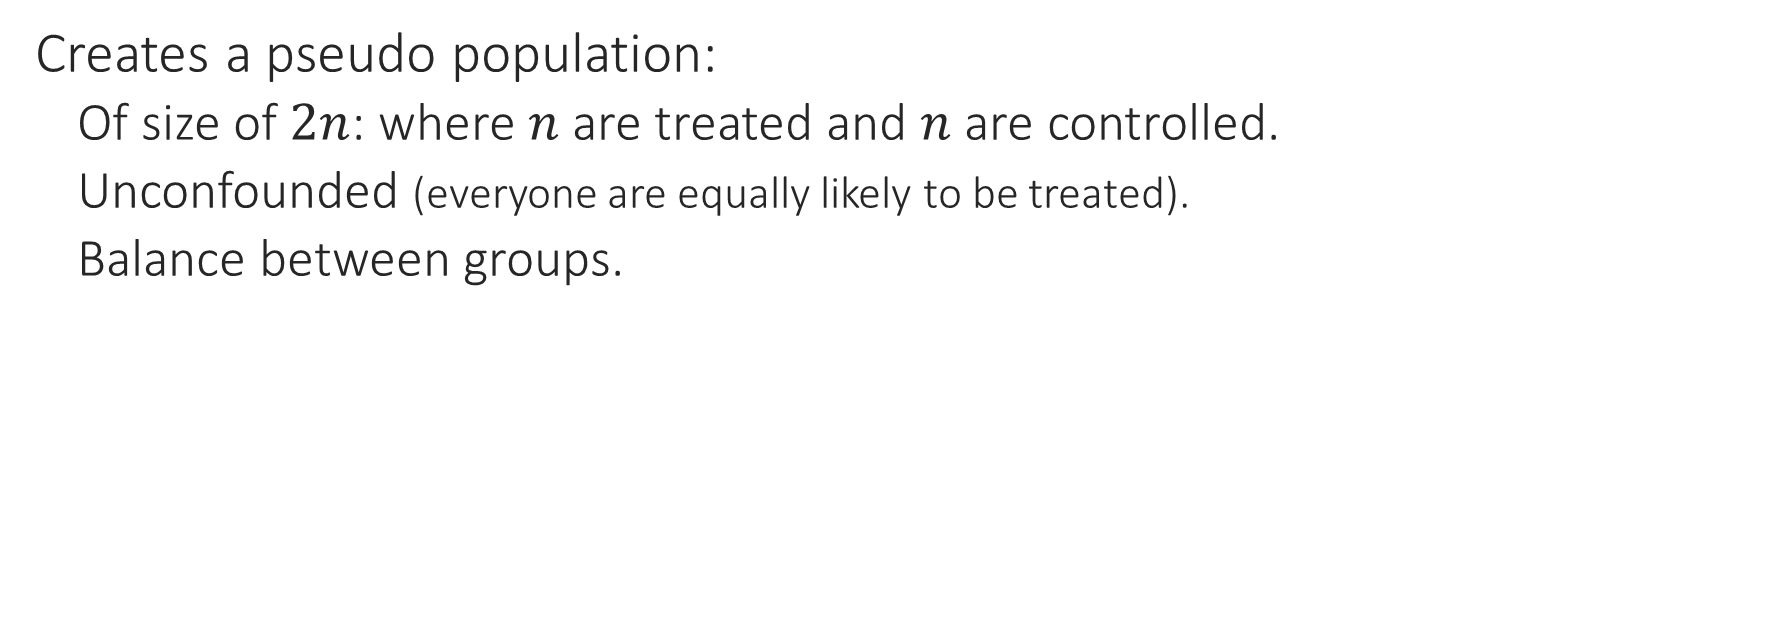 Creates a pseudo population:
Of size of 2n: where n are treated and n are controlled.
Unconfounded (everyone are equally likely to be treated).
Balance between groups.